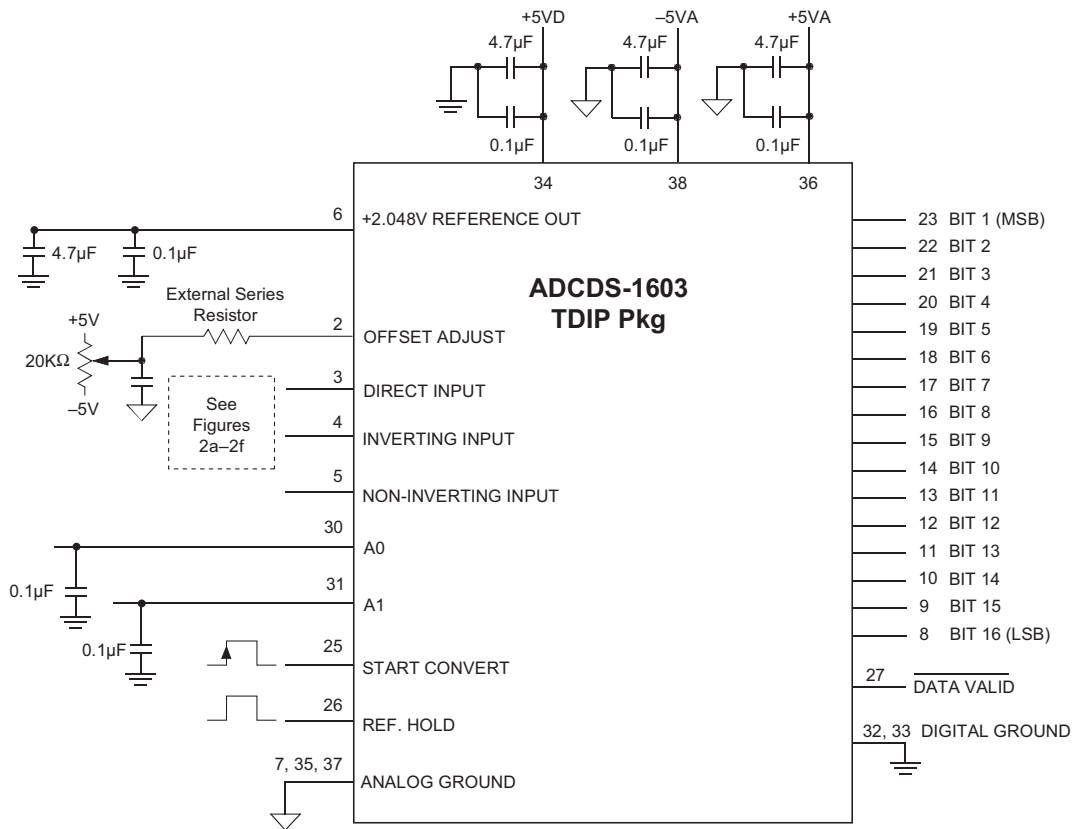 +5VD
–5VA
+5VA
4.7µF
4.7µF
4.7µF
0.1µF
0.1µF
0.1µF
34
38
36
6
+2.048V REFERENCE OUT
4.7µF
0.1µF
ADCDS-1603
TDIP Pkg
External Series
Resistor
+5V
20KΩ
–5V
2
OFFSET ADJUST
3
DIRECT INPUT
See
Figures
2a–2f
4
INVERTING INPUT
5
NON-INVERTING INPUT
30
A0
0.1µF
31
A1
0.1µF
25
START CONVERT
26
REF. HOLD
7, 35, 37
ANALOG GROUND
23 BIT 1 (MSB)
22 BIT 2
21 BIT 3
20 BIT 4
19 BIT 5
18 BIT 6
17 BIT 7
16 BIT 8
15 BIT 9
14 BIT 10
13 BIT 11
12 BIT 12
11 BIT 13
10 BIT 14
9 BIT 15
8 BIT 16 (LSB)
27 DATA VALID
32, 33 DIGITAL GROUND